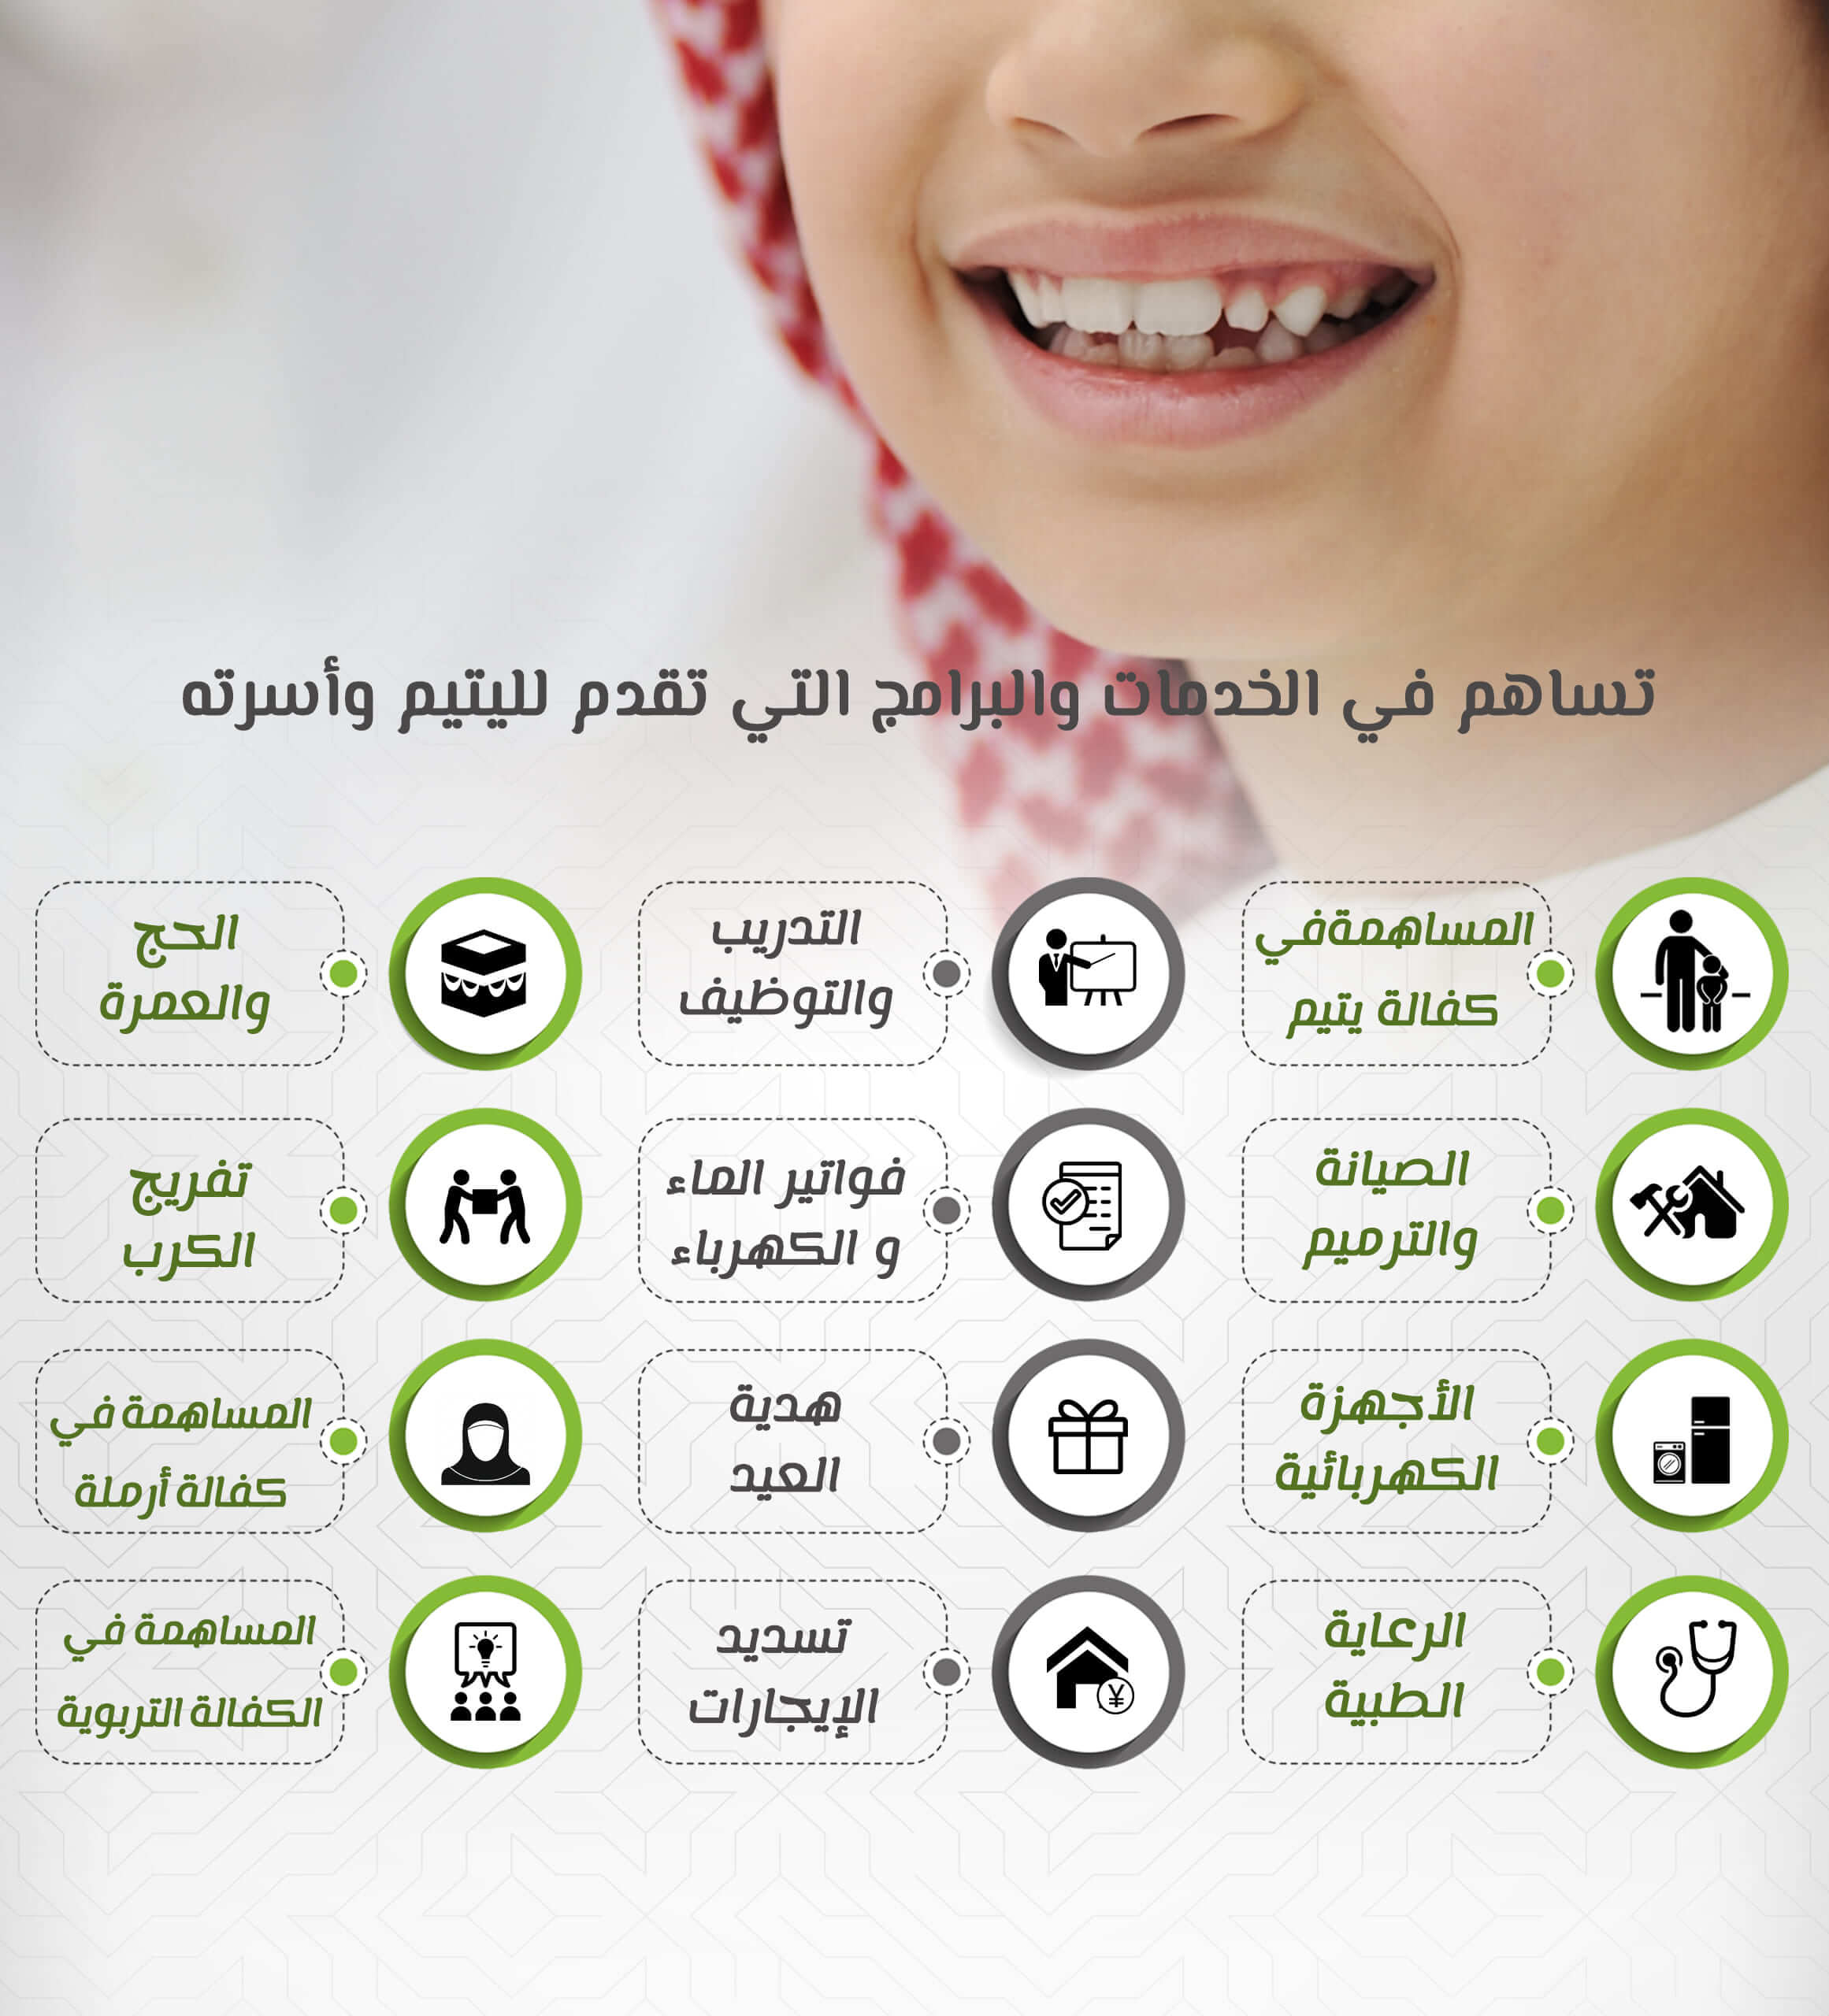 تساهم في الخدمات والبرامج التي تقدم لليتيم وأسرته
المساهمةفي
كفالة يتيم
التدريب
والتوظيف
الحج
والعمرة
الصيانة
والترميم
فواتير الماء
و الكهرباء
تفريج
الكرب
الأجهزة
الكهربائية
هدية
العيد
المساهمة في
كفالة أرملة
الرعاية
الطبية
تسديد
الإيجارات
¥
المساهمة في
الكفالة التربوية